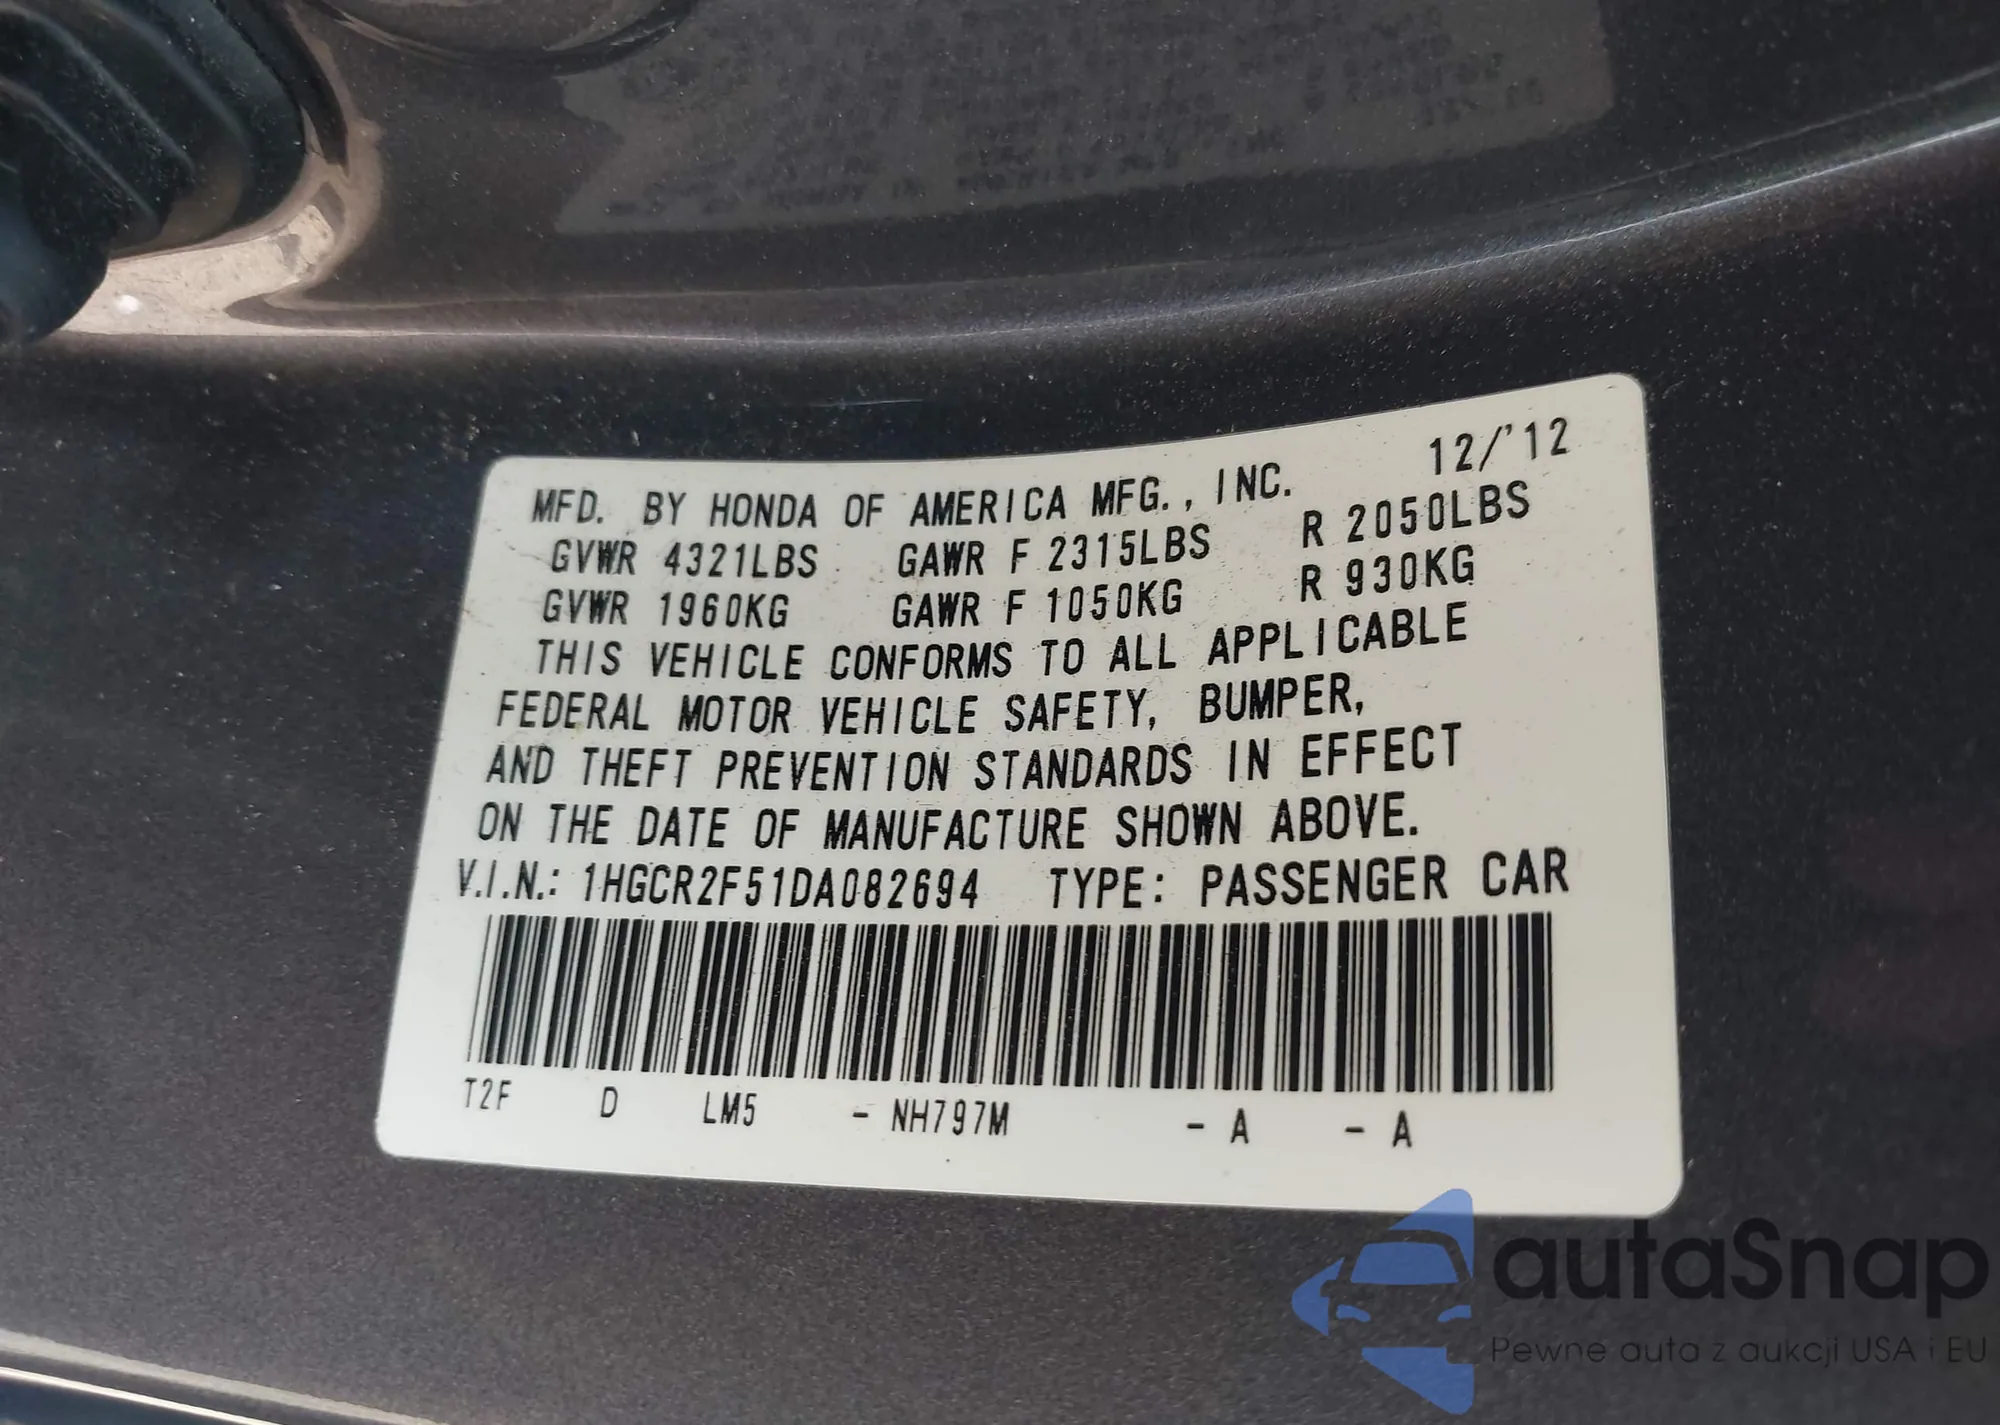 MFD. BY HONDA OF AMERICA MFG., INC. 12/'12
GVWR 4321LBS GAWR F 2315LBS R 2050LBS
GVWR 1960KG GAWR F 1050KG R 930KG
THIS VEHICLE CONFORMS TO ALL APPLICABLE
FEDERAL MOTOR VEHICLE SAFETY, BUMPER,
AND THEFT PREVENTION STANDARDS IN EFFECT
ON THE DATE OF MANUFACTURE SHOWN ABOVE.
V.I.N.: 1HGCR2F51DA082694 TYPE: PASSENGER CAR
T2F D LM5 - NH797M - A - A
autaSnap
Pewne auta z aukcji USA i EU